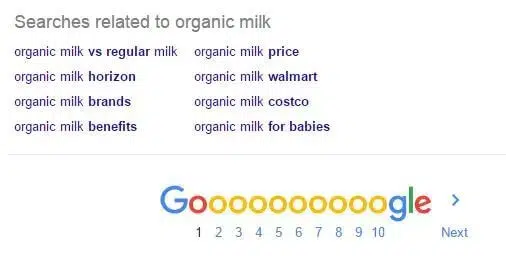 Searches related to organic milk
organic milk vs regular milk organic milk price
organic milk horizon organic milk walmart
organic milk brands organic milk costco
organic milk benefits organic milk for babies
Goooooooooogle >
1 2 3 4 5 6 7 8 9 10 Next